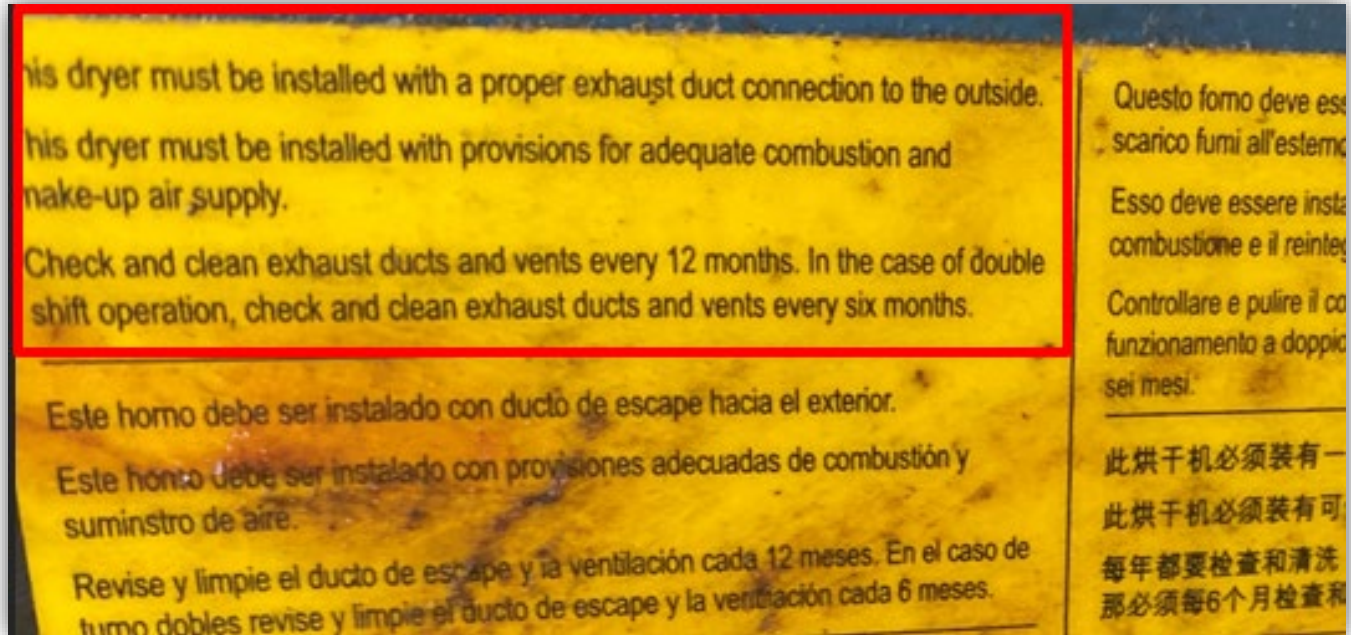 his dryer must be installed with a proper exhaust duct connection to the outside.
his dryer must be installed with provisions for adequate combustion and
make-up air supply.
Check and clean exhaust ducts and vents every 12 months. In the case of double
shift operation, check and clean exhaust ducts and vents every six months.
Este horno debe ser instalado con ducto de escape hacia el exterior.
Este horno debe ser instalado con provisiones adecuadas de combustión y
suminstro de aire.
Revise y limpie el ducto de escape y la ventilación cada 12 meses. En el caso de
turno dobles revise y limpie el ducto de escape y la ventilación cada 6 meses.
Questo forno deve ess
scarico fumi all'esterno
Esso deve essere insta
combustione e il reinteg
Controllare e pulire il co
funzionamento a doppio
sei mesi.
此烘干机必须装有一
此烘干机必须装有可
每年都要检查和清洗
那必须每6个月检查和